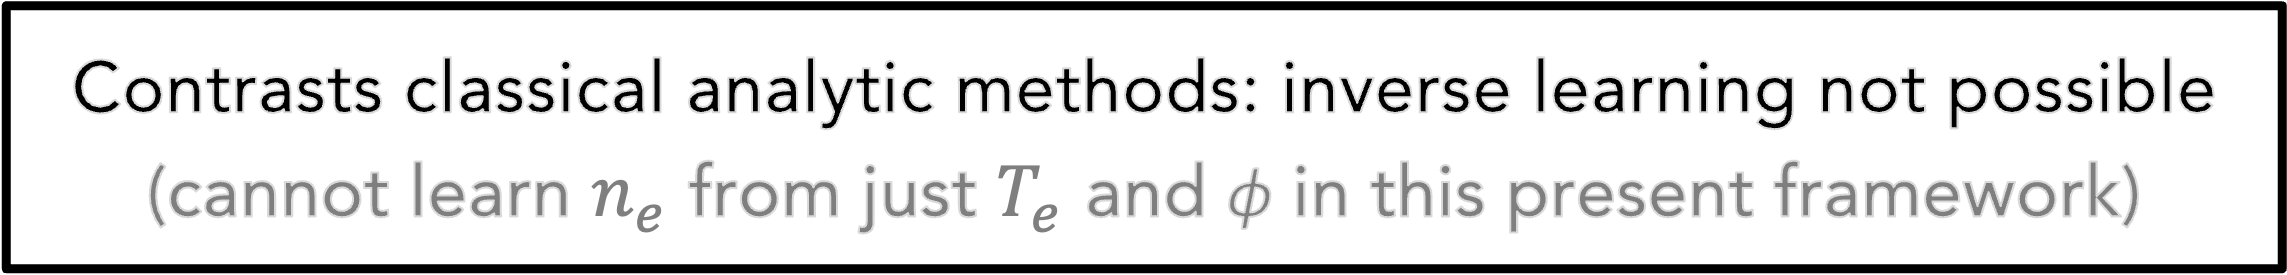 Contrasts classical analytic methods: inverse learning not possible
(cannot learn nₑ from just Tₑ and ϕ in this present framework)